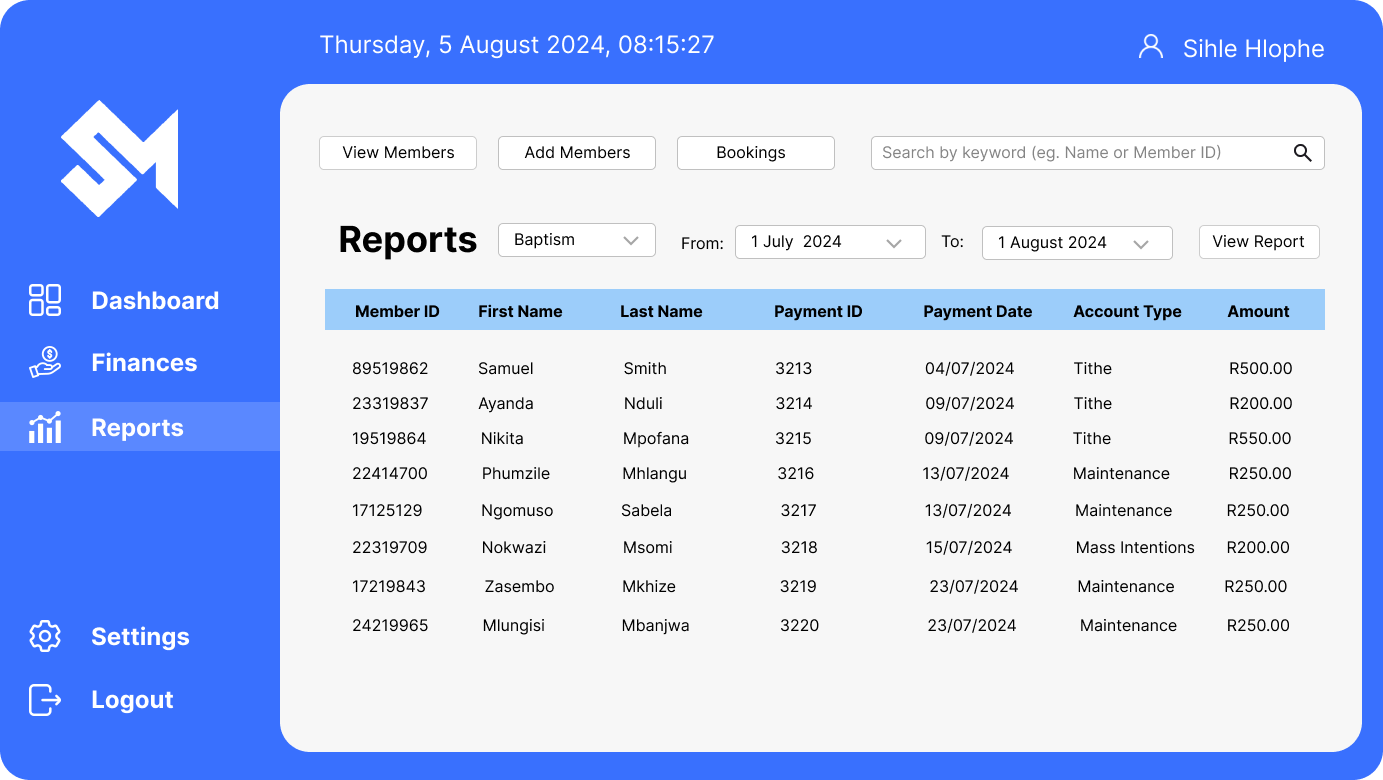 Thursday, 5 August 2024, 08:15:27
Sihle Hlophe
SM
View Members Add Members Bookings Search by keyword (eg. Name or Member ID)
Reports Baptism From: 1 July 2024 To: 1 August 2024 View Report
Dashboard
Finances
Reports
Settings
Logout
Member ID First Name Last Name Payment ID Payment Date Account Type Amount
89519862 Samuel Smith 3213 04/07/2024 Tithe R500.00
23319837 Ayanda Nduli 3214 09/07/2024 Tithe R200.00
19519864 Nikita Mpofana 3215 09/07/2024 Tithe R550.00
22414700 Phumzile Mhlangu 3216 13/07/2024 Maintenance R250.00
17125129 Ngomuso Sabela 3217 13/07/2024 Maintenance R250.00
22319709 Nokwazi Msomi 3218 15/07/2024 Mass Intentions R200.00
17219843 Zasembo Mkhize 3219 23/07/2024 Maintenance R250.00
24219965 Mlungisi Mbanjwa 3220 23/07/2024 Maintenance R250.00